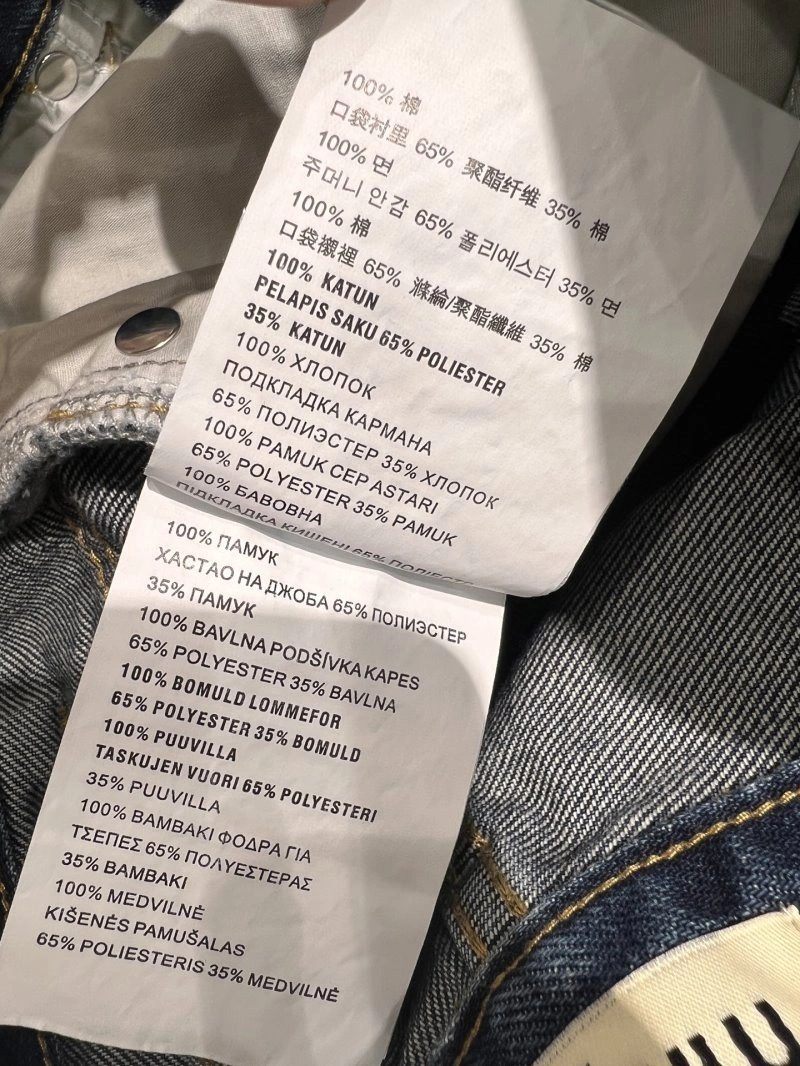 100% 棉
口袋衬里 65% 聚酯纤维 35% 棉
100% 면
주머니 안감 65% 폴리에스터 35% 면
100% 棉
口袋襯裡 65% 滌綸/聚酯纖維 35% 棉
100% KATUN
PELAPIS SAKU 65% POLIESTER
35% KATUN
100% ХЛОПОК
ПОДКЛАДКА КАРМАНА
65% ПОЛИЭСТЕР 35% ХЛОПОК
100% PAMUK CEP ASTARI
65% POLYESTER 35% PAMUK
100% БАВОВНА
ПІДКЛАДКА КИШЕНІ 65%
100% ПАМУК
ХАСТАО НА ДЖОБА 65% ПОЛИЭСТЕР
35% ПАМУК
100% BAVLNA PODŠÍVKA KAPES
65% POLYESTER 35% BAVLNA
100% BOMULD LOMMEFOR
65% POLYESTER 35% BOMULD
100% PUUVILLA
TASKUJEN VUORI 65% POLYESTERI
35% PUUVILLA
100% ΒΑΜΒΑΚΙ ΦΟΔΡΑ ΓΙΑ
ΤΣΕΠΕΣ 65% ΠΟΛΥΕΣΤΕΡΑΣ
35% ΒΑΜΒΑΚΙ
100% MEDVILNĖ
KIŠENĖS PAMUŠALAS
65% POLIESTERIS 35% MEDVILNĖ